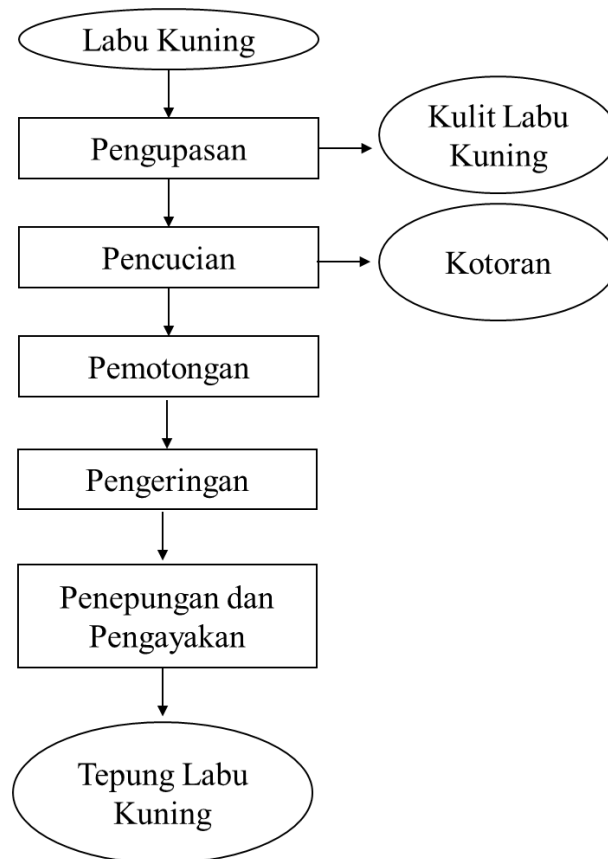 Labu Kuning
Pengupasan
Kulit Labu
Kuning
Pencucian
Kotoran
Pemotongan
Pengeringan
Penepungan dan
Pengayakan
Tepung Labu
Kuning